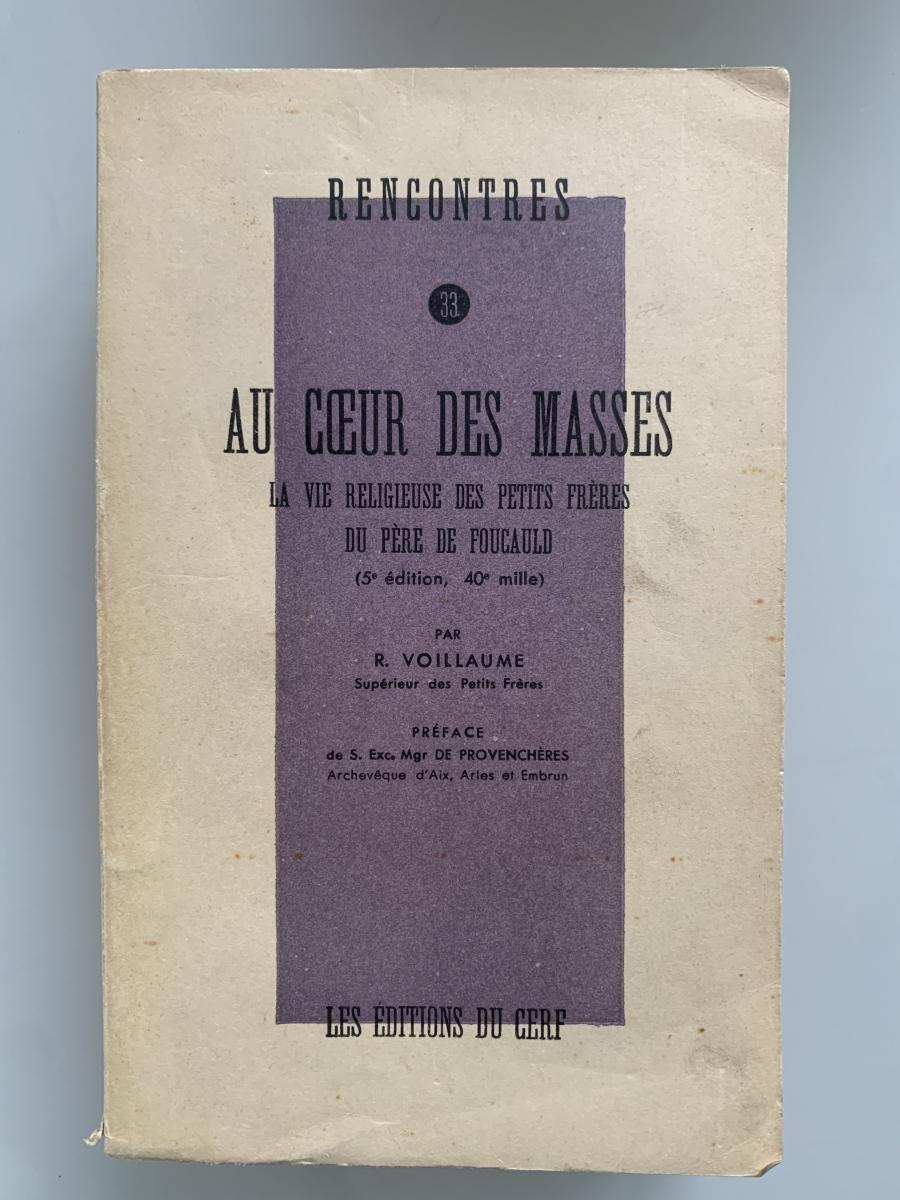 RENCONTRES
33
AU CŒUR DES MASSES
LA VIE RELIGIEUSE DES PETITS FRÈRES
DU PÈRE DE FOUCAULD
(5e édition, 40e mille)
PAR
R. VOILLAUME
Supérieur des Petits Frères
PRÉFACE
de S. Exc. Mgr DE PROVENCHÈRES
Archevêque d'Aix, Arles et Embrun
LES ÉDITIONS DU CERF